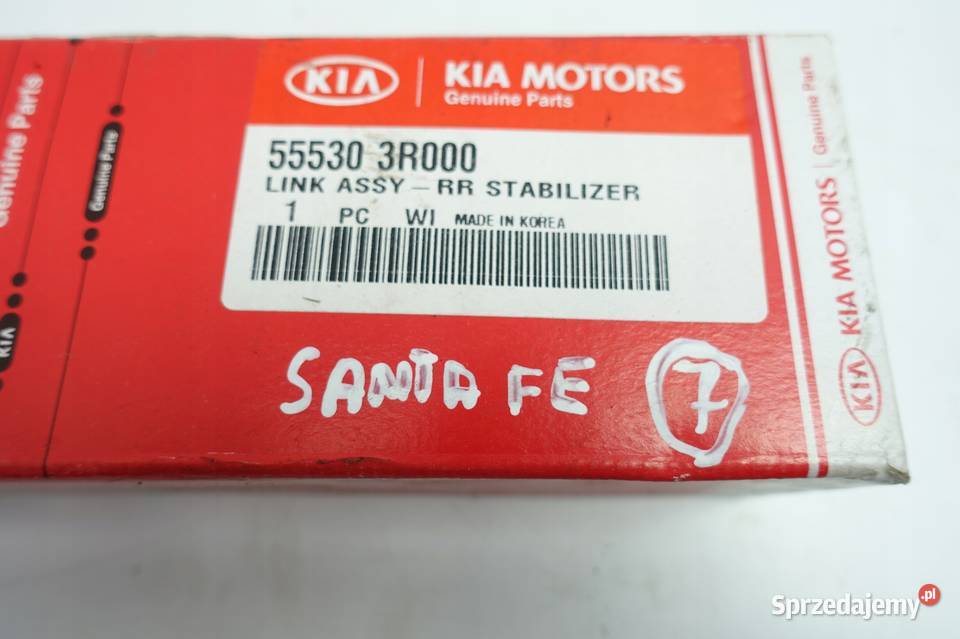 KIA
KIA MOTORS
Genuine Parts
55530 3R000
LINK ASSY – RR STABILIZER
1 PC WI MADE IN KOREA
SANTA FE 7
Genuine Parts
Genuine Parts
KIA
KIA
KIA MOTORS
Genuine Parts
Sprzedajemy.pl